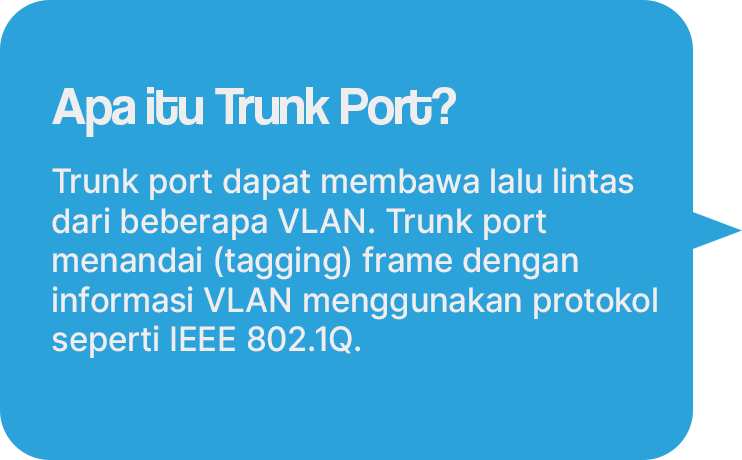 Apa itu Trunk Port?
Trunk port dapat membawa lalu lintas
dari beberapa VLAN. Trunk port
menandai (tagging) frame dengan
informasi VLAN menggunakan protokol
seperti IEEE 802.1Q.